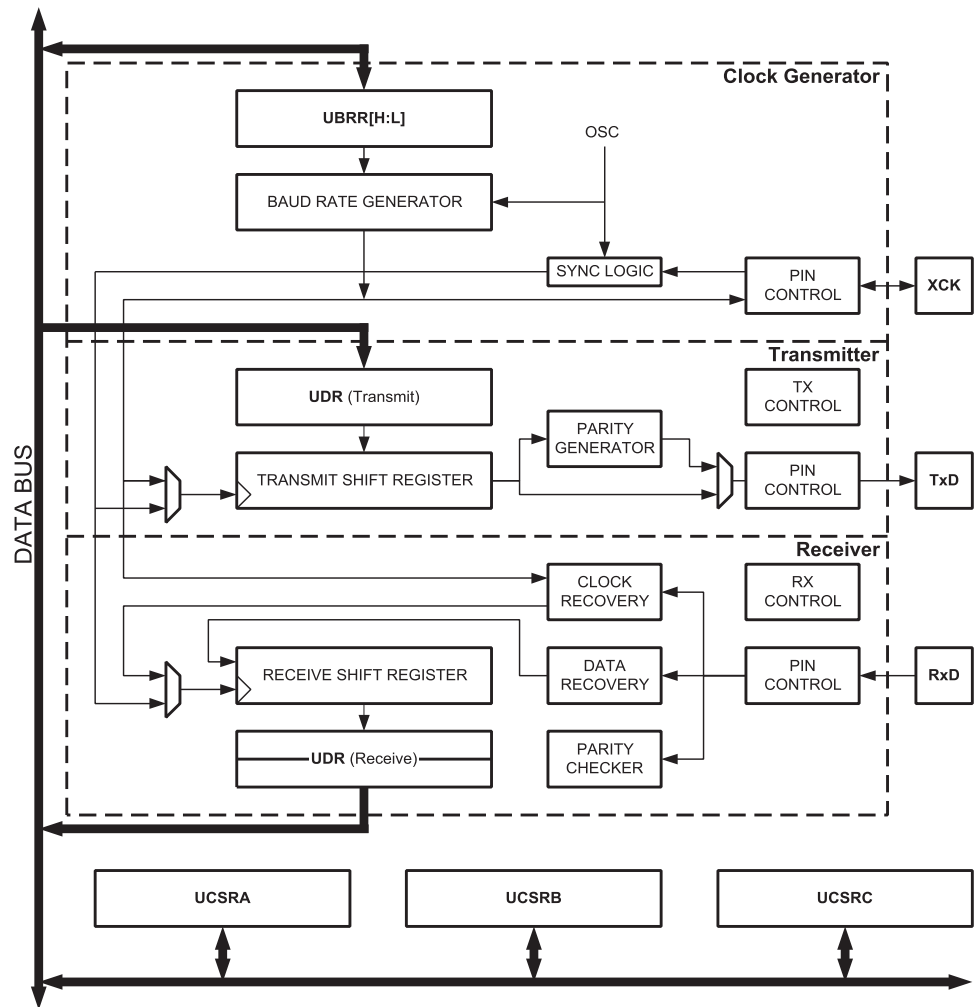 Clock Generator
UBRR[H:L]
OSC
BAUD RATE GENERATOR
SYNC LOGIC
PIN
CONTROL
XCK
Transmitter
UDR (Transmit)
TX
CONTROL
PARITY
GENERATOR
TRANSMIT SHIFT REGISTER
PIN
CONTROL
TxD
DATA BUS
Receiver
CLOCK
RECOVERY
RX
CONTROL
RECEIVE SHIFT REGISTER
DATA
RECOVERY
PIN
CONTROL
RxD
UDR (Receive)
PARITY
CHECKER
UCSRA
UCSRB
UCSRC